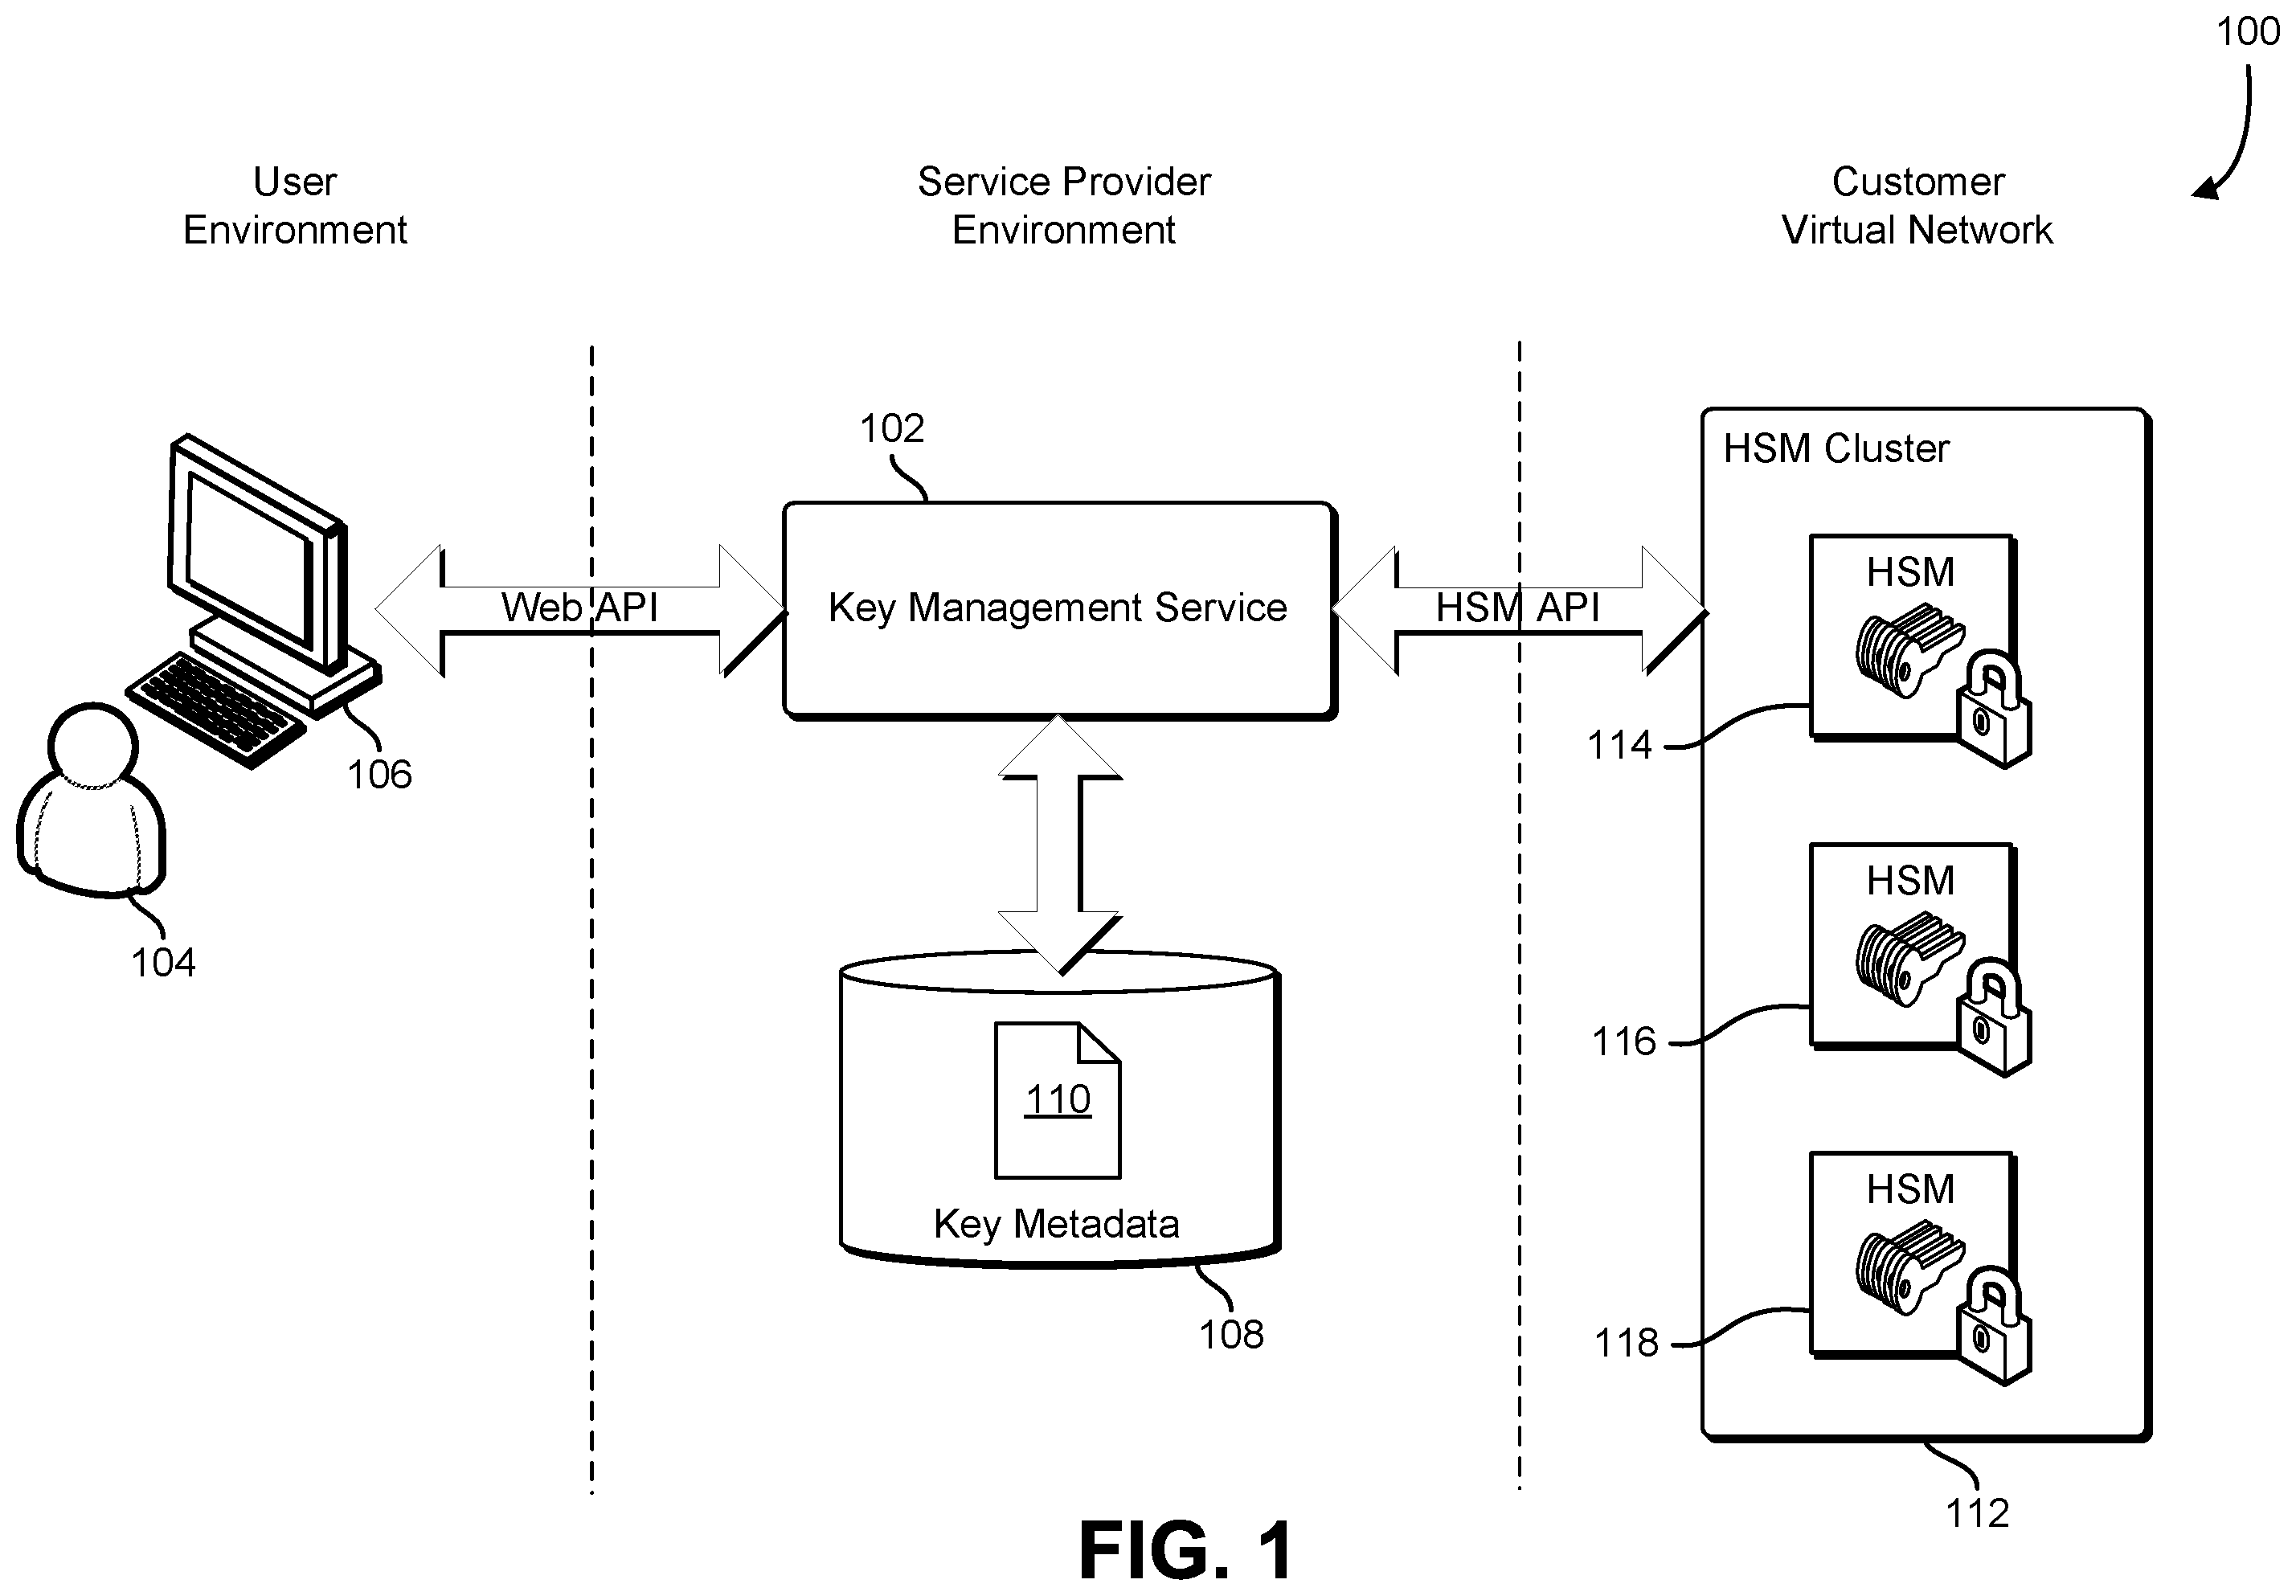 100
User
Environment
Service Provider
Environment
Customer
Virtual Network
102
HSM Cluster
Web API
Key Management Service
HSM API
HSM
114
106
104
HSM
116
110
Key Metadata
108
HSM
118
112
FIG. 1